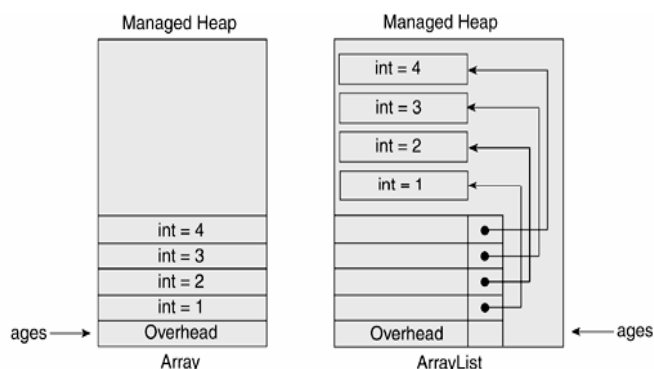 Managed Heap
int = 4
int = 3
int = 2
int = 1
ages
Overhead
Array
Managed Heap
int = 4
int = 3
int = 2
int = 1
Overhead
ages
ArrayList